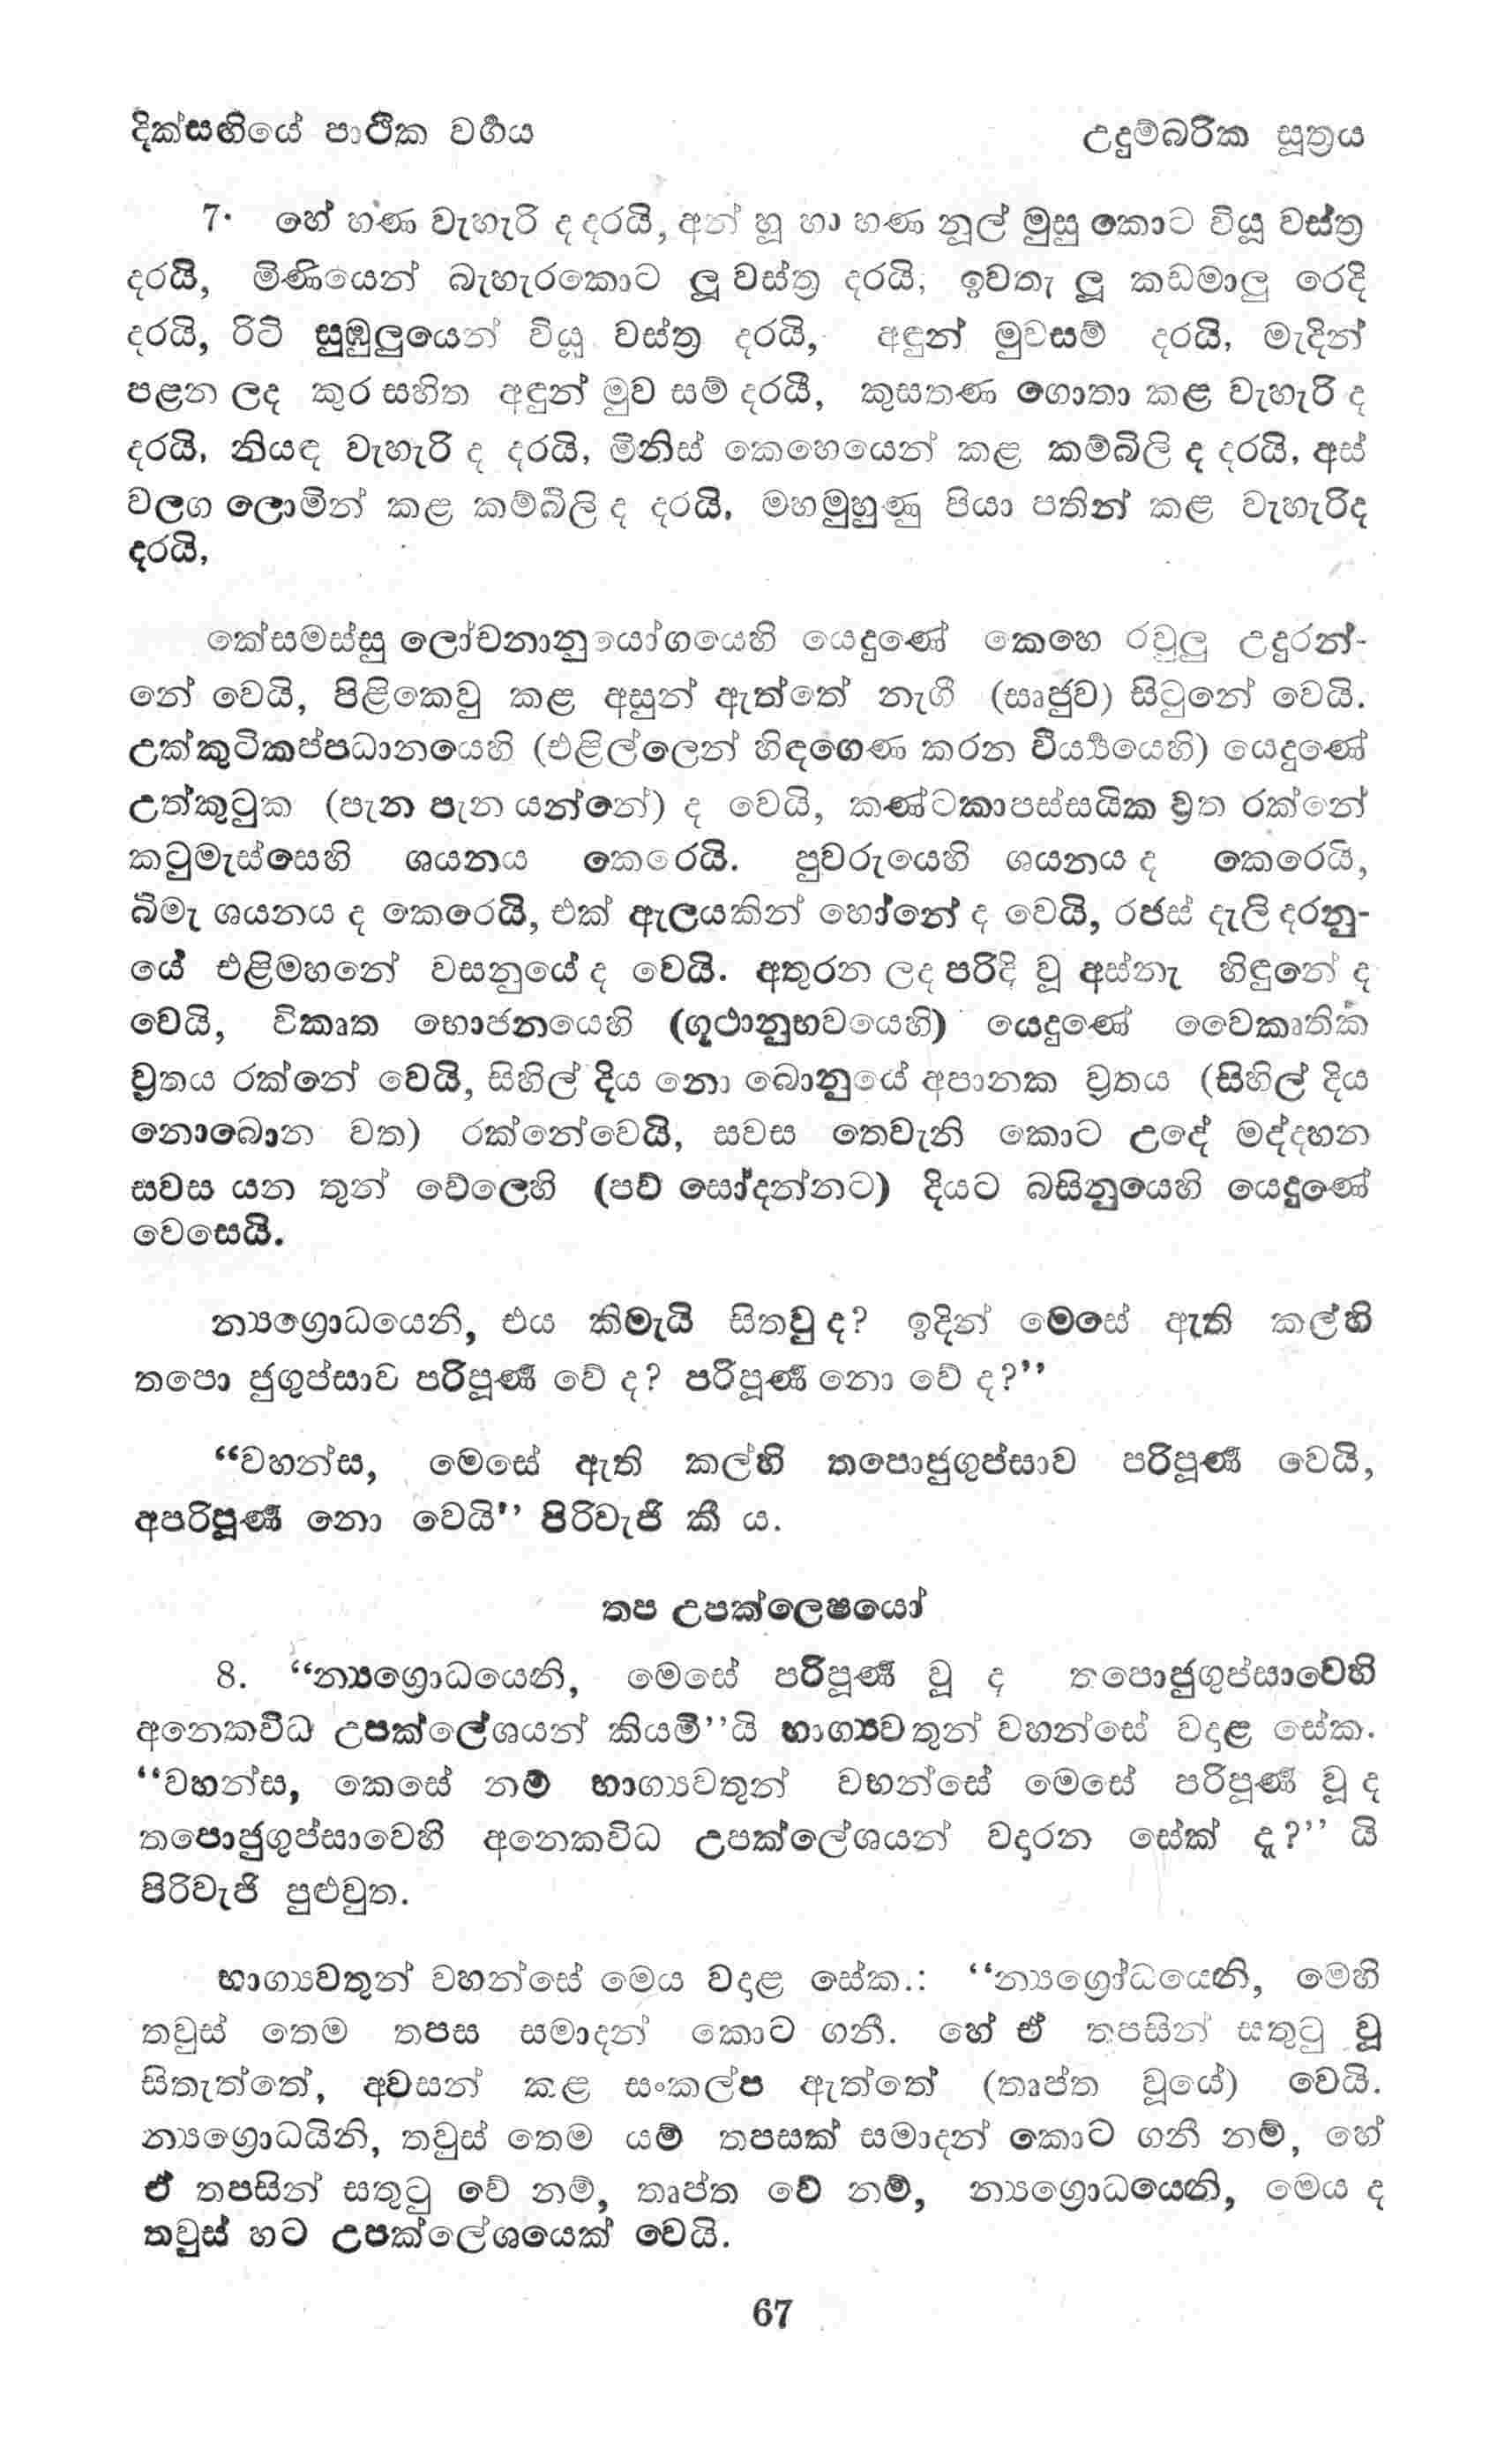 දික්සඟියේ පාථික වර්‍ගය
උදුම්බරික සූත්‍රය
7. හේ හණ වැහැරි ද දරයි, අන් හූ හා හණ නූල් මුසු කොට වියූ වස්ත්‍ර
දරයි, මිණියෙන් බැහැරකොට ලූ වස්ත්‍ර දරයි, ඉවතැ ලූ කඩමාලු රෙදි
දරයි, රිටි සුඹුලුයෙන් වියූ වස්ත්‍ර දරයි, අඳුන් මුවසම් දරයි, මැදින්
පළන ලද කුර සහිත අඳුන් මුව සම් දරයි, කුසතණ ගොතා කළ වැහැරි ද
දරයි, නියඳ වැහැරි ද දරයි, මිනිස් කෙහෙයෙන් කළ කම්බිලි ද දරයි, අස්
වලග ලොමින් කළ කම්බිලි ද දරයි, මහමුහුණු පියා පතින් කළ වැහැරිද
දරයි,
කේසමස්සු ලෝචනානුයෝගයෙහි යෙදුණේ කෙහෙ රවුලු උදුරන්-
නේ වෙයි, පිළිකෙවු කළ අසුන් ඇත්තේ නැගී (සෘජුව) සිටුනේ වෙයි.
උක්කුටිකප්පධානයෙහි (එළිල්ලෙන් හිඳගෙණ කරන වීර්‍ය්‍යයෙහි) යෙදුණේ
උත්කුටුක (පැන පැන යන්නේ) ද වෙයි, කණ්ටකාපස්සයික ව්‍රත රක්නේ
කටුමැස්සෙහි ශයනය කෙරෙයි. පුවරුයෙහි ශයනය ද කෙරෙයි,
බිමැ ශයනය ද කෙරෙයි, එක් ඇලයකින් හෝනේ ද වෙයි, රජස් දැලි දරනු-
යේ එළිමහනේ වසනුයේ ද වෙයි. අතුරන ලද පරිදි වූ අස්නැ හිඳුනේ ද
වෙයි, විකෘත භොජනයෙහි (ගූථානුභවයෙහි) යෙදුණේ වෛකෘතික
ව්‍රතය රක්නේ වෙයි, සිහිල් දිය නො බොනුයේ අපානක ව්‍රතය (සිහිල් දිය
නොබොන වත) රක්නේවෙයි, සවස තෙවැනි කොට උදේ මද්දහන
සවස යන තුන් වේලෙහි (පව් සෝදන්නට) දියට බසිනුයෙහි යෙදුණේ
වෙසෙයි.
න්‍යග්‍රොධයෙනි, එය කිමැයි සිතවු ද? ඉදින් මෙසේ ඇති කල්හි
තපො ජුගුප්සාව පරිපූර්‍ණ වේ ද? පරිපූර්‍ණ නො වේ ද?”
“වහන්ස, මෙසේ ඇති කල්හි තපොජුගුප්සාව පරිපූර්‍ණ වෙයි,
අපරිපූර්‍ණ නො වෙයි” පිරිවැජි කී ය.
තප උපක්ලෙෂයෝ
8. “න්‍යග්‍රොධයෙනි, මෙසේ පරිපූර්‍ණ වූ ද තපොජුගුප්සාවෙහි
අනෙකවිධ උපක්ලේශයන් කියමි”යි භාග්‍යවතුන් වහන්සේ වදාළ සේක.
“වහන්ස, කෙසේ නම් භාග්‍යවතුන් වහන්සේ මෙසේ පරිපූර්‍ණ වූ ද
තපොජුගුප්සාවෙහි අනෙකවිධ උපක්ලේශයන් වදාරන සේක් ද?” යි
පිරිවැජි පුළුවුත.
භාග්‍යවතුන් වහන්සේ මෙය වදාළ සේක.: “න්‍යග්‍රෝධයෙනි, මෙහි
තවුස් තෙම තපස සමාදන් කොට ගනී. හේ ඒ තපසින් සතුටු වූ
සිතැත්තේ, අවසන් කළ සංකල්ප ඇත්තේ (තෘප්ත වූයේ) වෙයි.
න්‍යග්‍රොධයිනි, තවුස් තෙම යම් තපසක් සමාදන් කොට ගනී නම්, හේ
ඒ තපසින් සතුටු වේ නම්, තෘප්ත වේ නම්, න්‍යග්‍රොධයෙනි, මෙය ද
තවුස් හට උපක්ලේශයෙක් වෙයි.
67